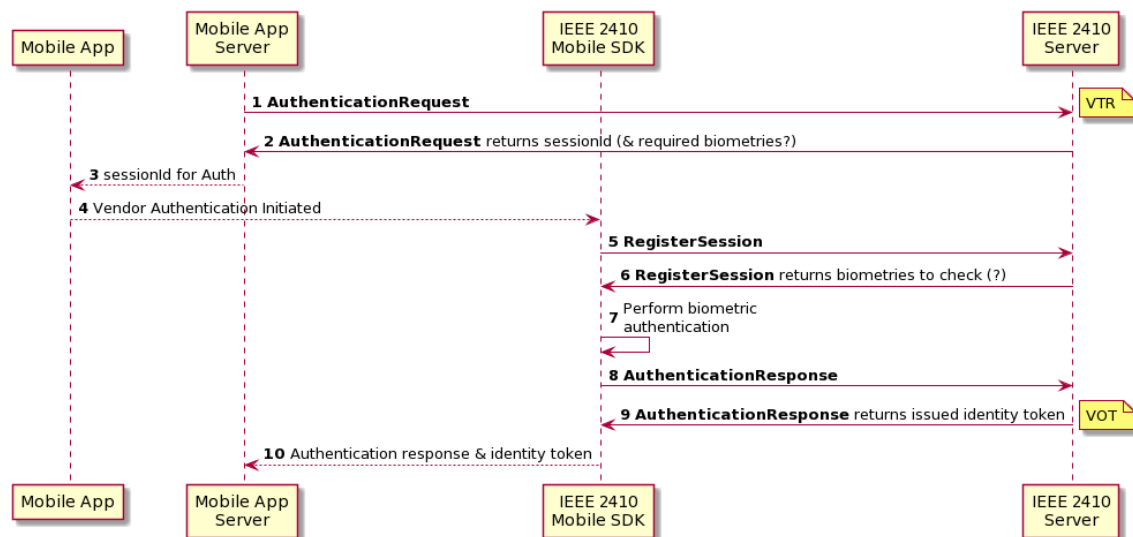 Mobile App
Mobile App
Server
IEEE 2410
Mobile SDK
IEEE 2410
Server
1 AuthenticationRequest
VTR
2 AuthenticationRequest returns sessionId (& required biometries?)
3 sessionId for Auth
4 Vendor Authentication Initiated
5 RegisterSession
6 RegisterSession returns biometries to check (?)
7 Perform biometric
authentication
8 AuthenticationResponse
9 AuthenticationResponse returns issued identity token
VOT
10 Authentication response & identity token
Mobile App
Mobile App
Server
IEEE 2410
Mobile SDK
IEEE 2410
Server